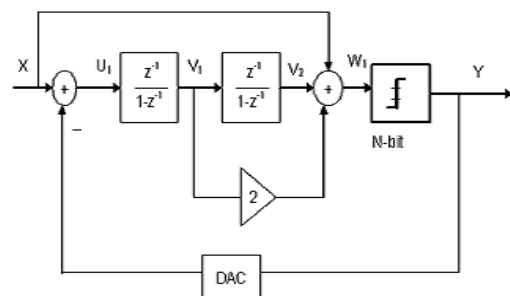 X
+
−
U₁
z⁻¹
1-z⁻¹
V₁
z⁻¹
1-z⁻¹
V₂
+
W₁
N-bit
Y
2
DAC